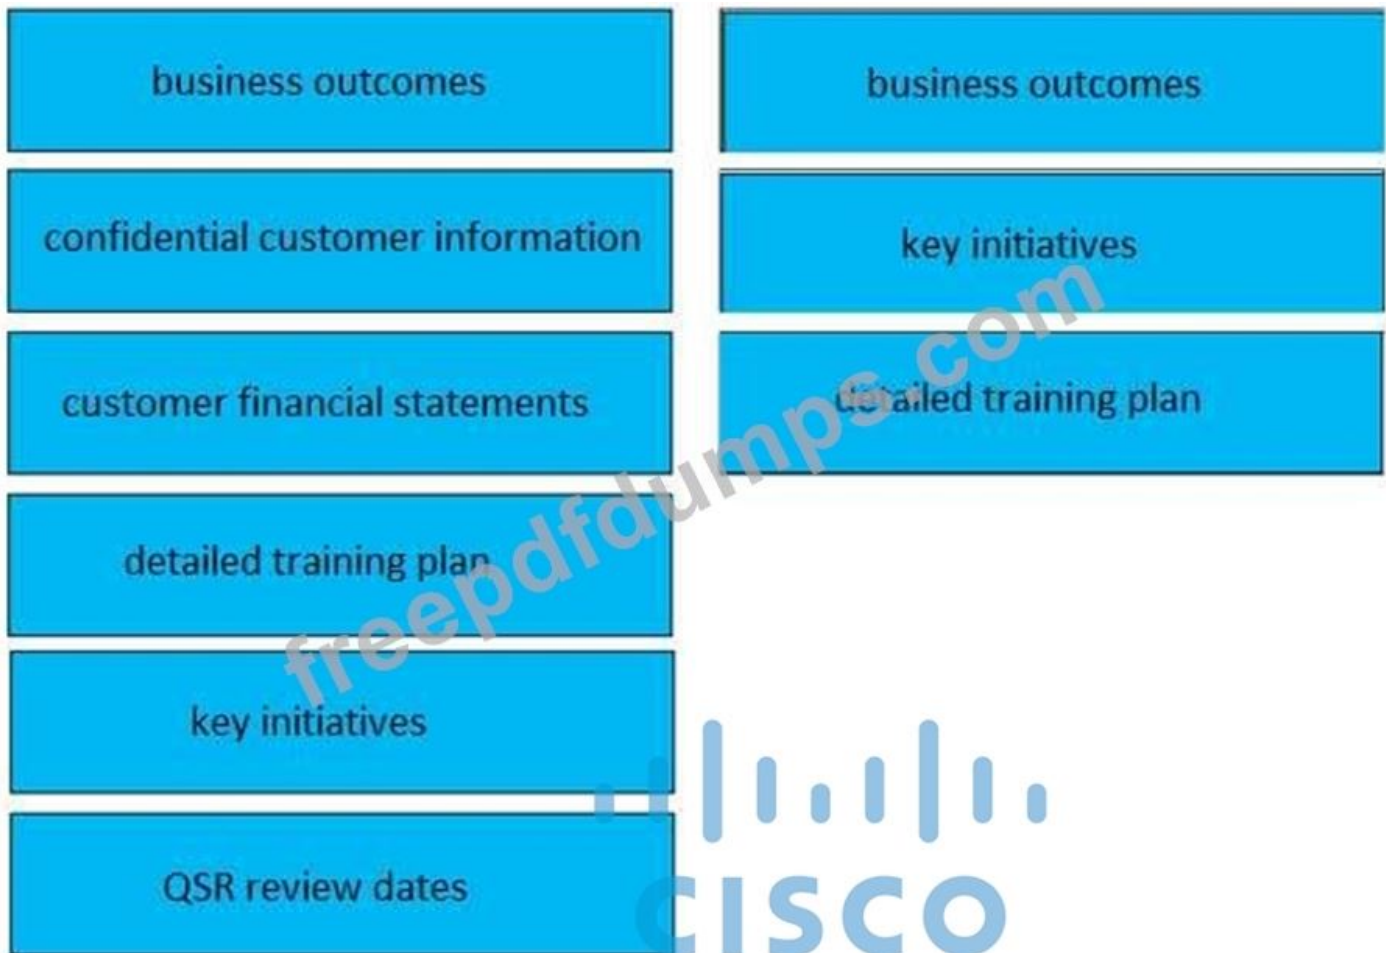 business outcomes
confidential customer information
customer financial statements
detailed training plan
key initiatives
QSR review dates
business outcomes
key initiatives
detailed training plan
freepdfdumps.com
CISCO